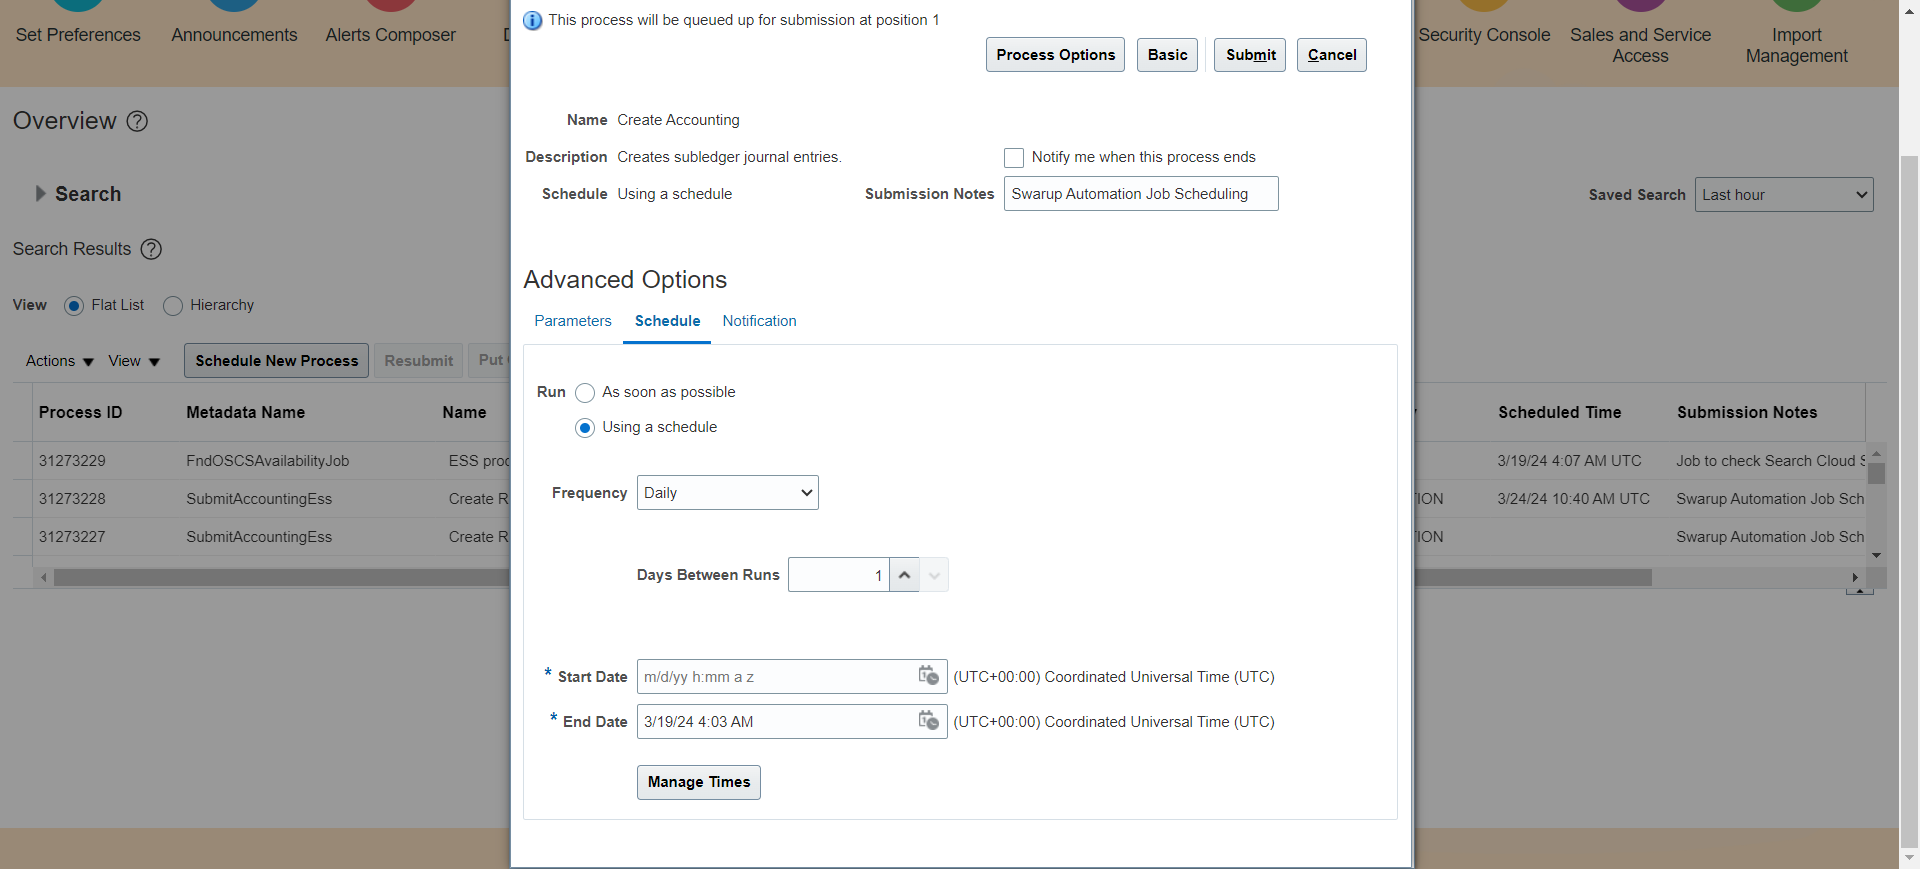 Set Preferences
Announcements
Alerts Composer
Security Console
Sales and Service
Access
Import
Management
This process will be queued up for submission at position 1
Process Options
Basic
Submit
Cancel
Overview
Name Create Accounting
Description Creates subledger journal entries.
Notify me when this process ends
Schedule Using a schedule
Submission Notes Swarup Automation Job Scheduling
Search
Saved Search Last hour
Search Results
Advanced Options
View Flat List Hierarchy
Parameters Schedule Notification
Actions View Schedule New Process Resubmit Put
Run As soon as possible
Using a schedule
Process ID Metadata Name Name Scheduled Time Submission Notes
31273229 FndOSCSAvailabilityJob ESS 3/19/24 4:07 AM UTC Job to check Search Cloud
31273228 SubmitAccountingEss Create 3/24/24 10:40 AM UTC Swarup Automation Job Sch
31273227 SubmitAccountingEss Create Swarup Automation Job Sch
Frequency Daily
Days Between Runs 1
* Start Date m/d/yy h:mm a z (UTC+00:00) Coordinated Universal Time (UTC)
* End Date 3/19/24 4:03 AM (UTC+00:00) Coordinated Universal Time (UTC)
Manage Times